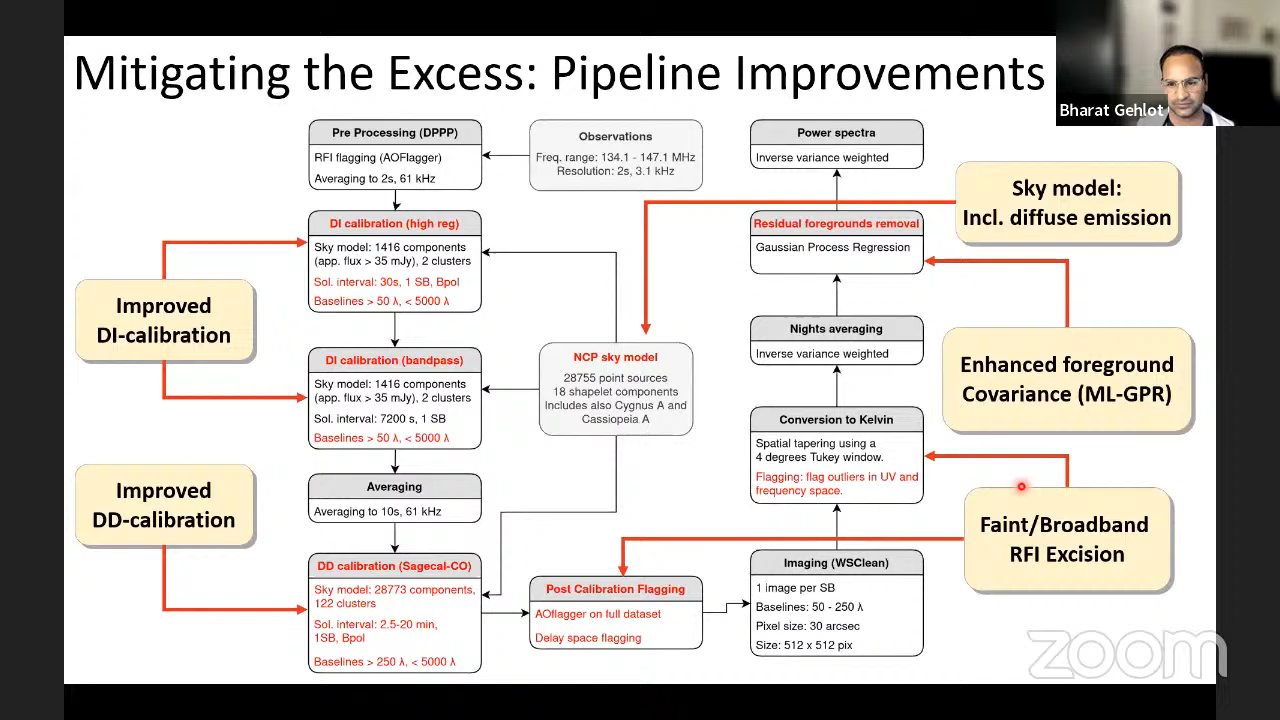 Mitigating the Excess: Pipeline Improvements
Bharat Gehlot
Pre Processing (DPPP)
RFI flagging (AOFlagger)
Averaging to 2s, 61 kHz
Observations
Freq. range: 134.1 - 147.1 MHz
Resolution: 2s, 3.1 kHz
Power spectra
Inverse variance weighted
Sky model:
Incl. diffuse emission
DI calibration (high reg)
Sky model: 1416 components
(app. flux > 35 mJy), 2 clusters
Sol. interval: 30s, 1 SB, Bpol
Baselines > 50 λ, < 5000 λ
Residual foregrounds removal
Gaussian Process Regression
Improved
DI-calibration
Nights averaging
Inverse variance weighted
DI calibration (bandpass)
Sky model: 1416 components
(app. flux > 35 mJy), 2 clusters
Sol. interval: 7200 s, 1 SB
Baselines > 50 λ, < 5000 λ
NCP sky model
28755 point sources
18 shapelet components
Includes also Cygnus A and
Cassiopeia A
Enhanced foreground
Covariance (ML-GPR)
Conversion to Kelvin
Spatial tapering using a
4 degrees Tukey window.
Flagging: flag outliers in UV and
frequency space.
Improved
DD-calibration
Averaging
Averaging to 10s, 61 kHz
Faint/Broadband
RFI Excision
DD calibration (Sagecal-CO)
Sky model: 28773 components,
122 clusters
Sol. interval: 2.5-20 min,
1SB, Bpol
Baselines > 250 λ, < 5000 λ
Post Calibration Flagging
AOflagger on full dataset
Delay space flagging
Imaging (WSClean)
1 image per SB
Baselines: 50 - 250 λ
Pixel size: 30 arcsec
Size: 512 x 512 pix
zoom